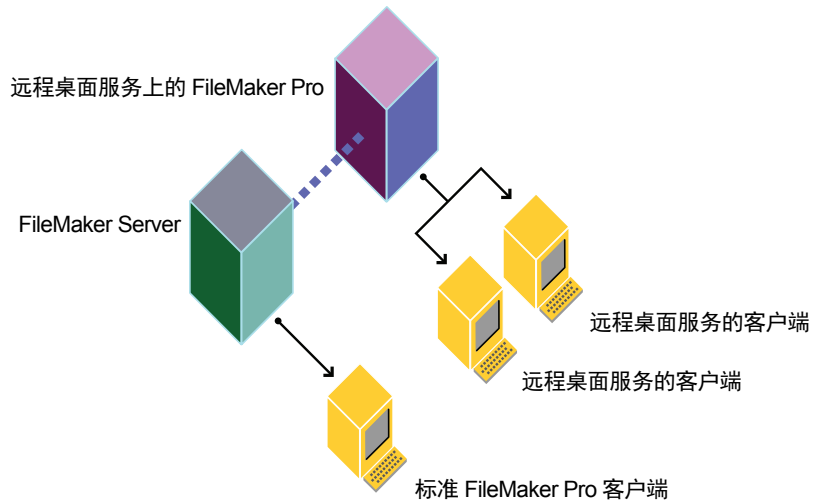 远程桌面服务上的 FileMaker Pro
FileMaker Server
远程桌面服务的客户端
远程桌面服务的客户端
标准 FileMaker Pro 客户端